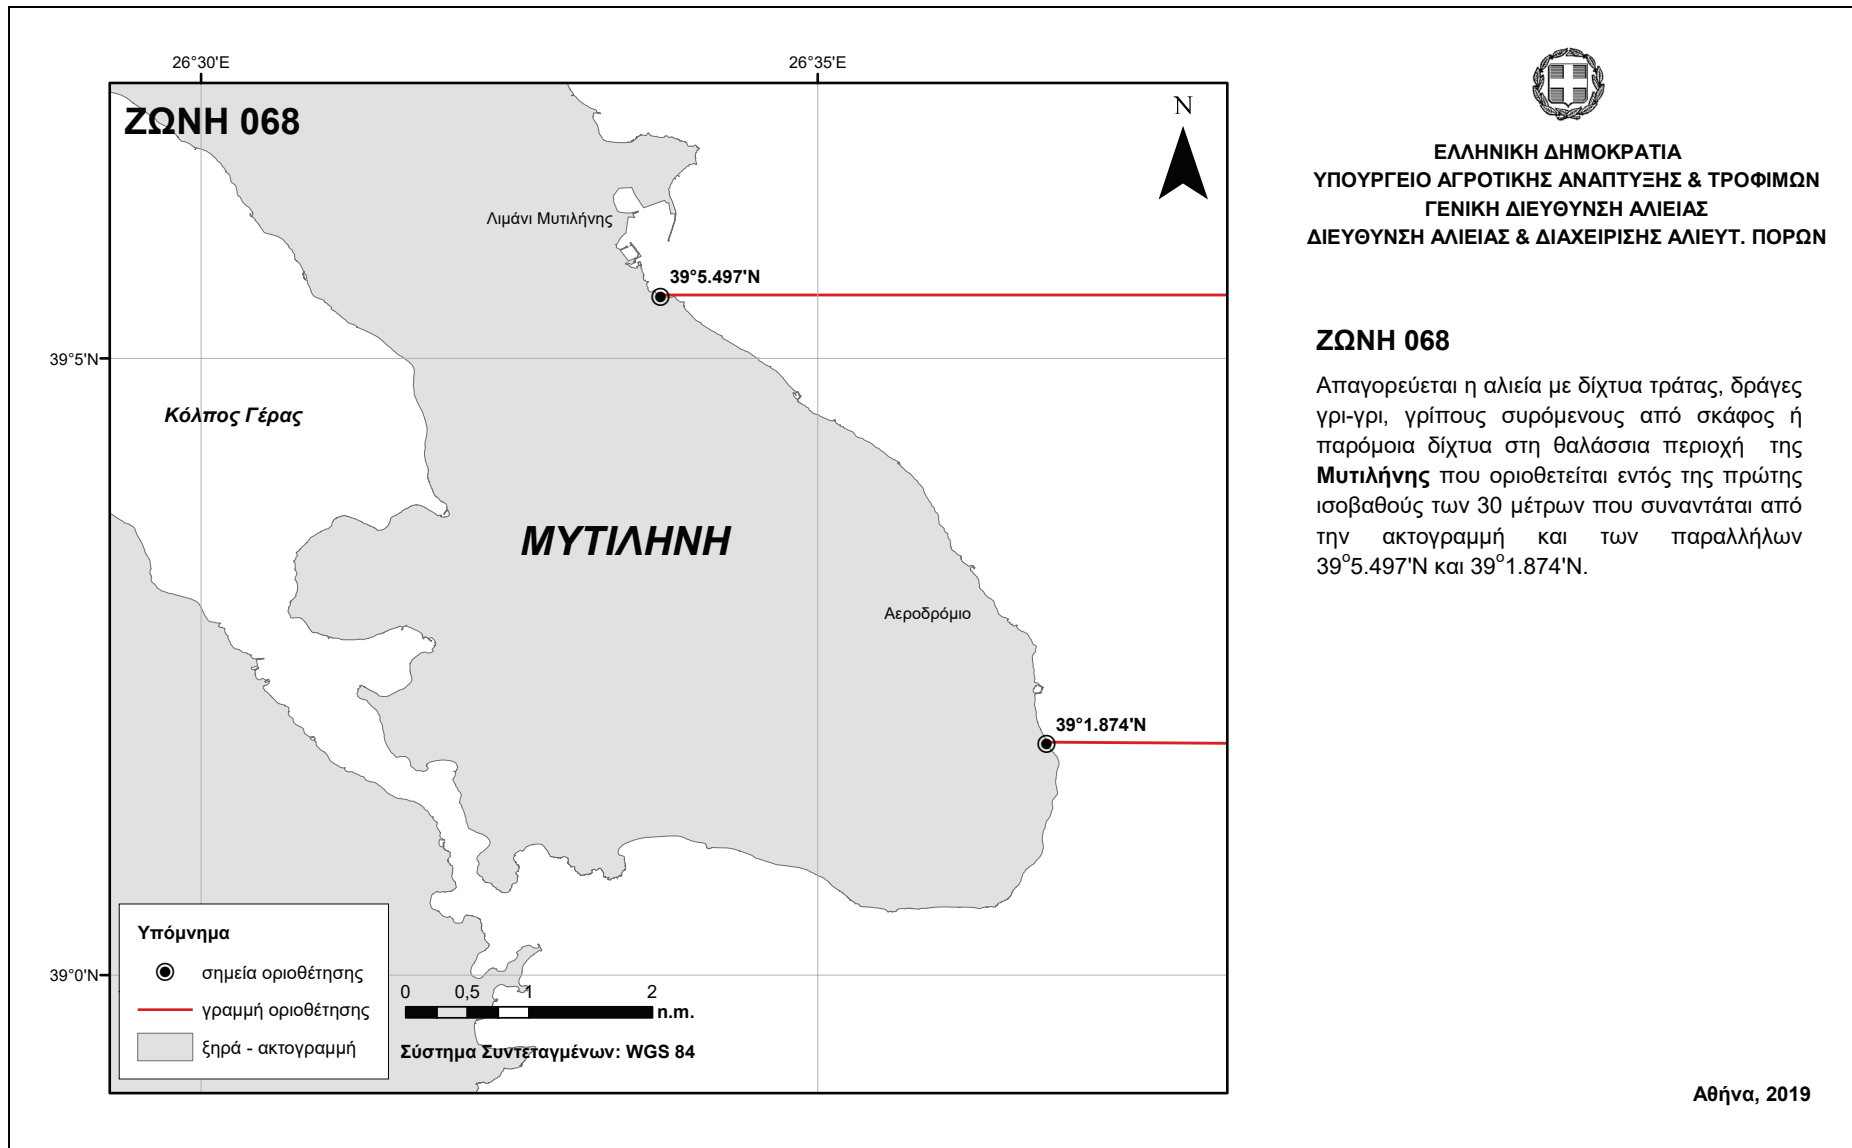 26°30'E
26°35'E
ΖΩΝΗ 068
N
Λιμάνι Μυτιλήνης
39°5.497'N
39°5'N
Κόλπος Γέρας
ΜΥΤΙΛΗΝΗ
Αεροδρόμιο
39°1.874'N
39°0'N
Υπόμνημα
σημεία οριοθέτησης
γραμμή οριοθέτησης
ξηρά - ακτογραμμή
0 0,5 1 2
n.m.
Σύστημα Συντεταγμένων: WGS 84
ΕΛΛΗΝΙΚΗ ΔΗΜΟΚΡΑΤΙΑ
ΥΠΟΥΡΓΕΙΟ ΑΓΡΟΤΙΚΗΣ ΑΝΑΠΤΥΞΗΣ & ΤΡΟΦΙΜΩΝ
ΓΕΝΙΚΗ ΔΙΕΥΘΥΝΣΗ ΑΛΙΕΙΑΣ
ΔΙΕΥΘΥΝΣΗ ΑΛΙΕΙΑΣ & ΔΙΑΧΕΙΡΙΣΗΣ ΑΛΙΕΥΤ. ΠΟΡΩΝ
ΖΩΝΗ 068
Απαγορεύεται η αλιεία με δίχτυα τράτας, δράγες
γρι-γρι, γρίπους συρόμενους από σκάφος ή
παρόμοια δίχτυα στη θαλάσσια περιοχή της
Μυτιλήνης που οριοθετείται εντός της πρώτης
ισοβαθούς των 30 μέτρων που συναντάται από
την ακτογραμμή και των παραλλήλων
39°5.497'N και 39°1.874'N.
Αθήνα, 2019